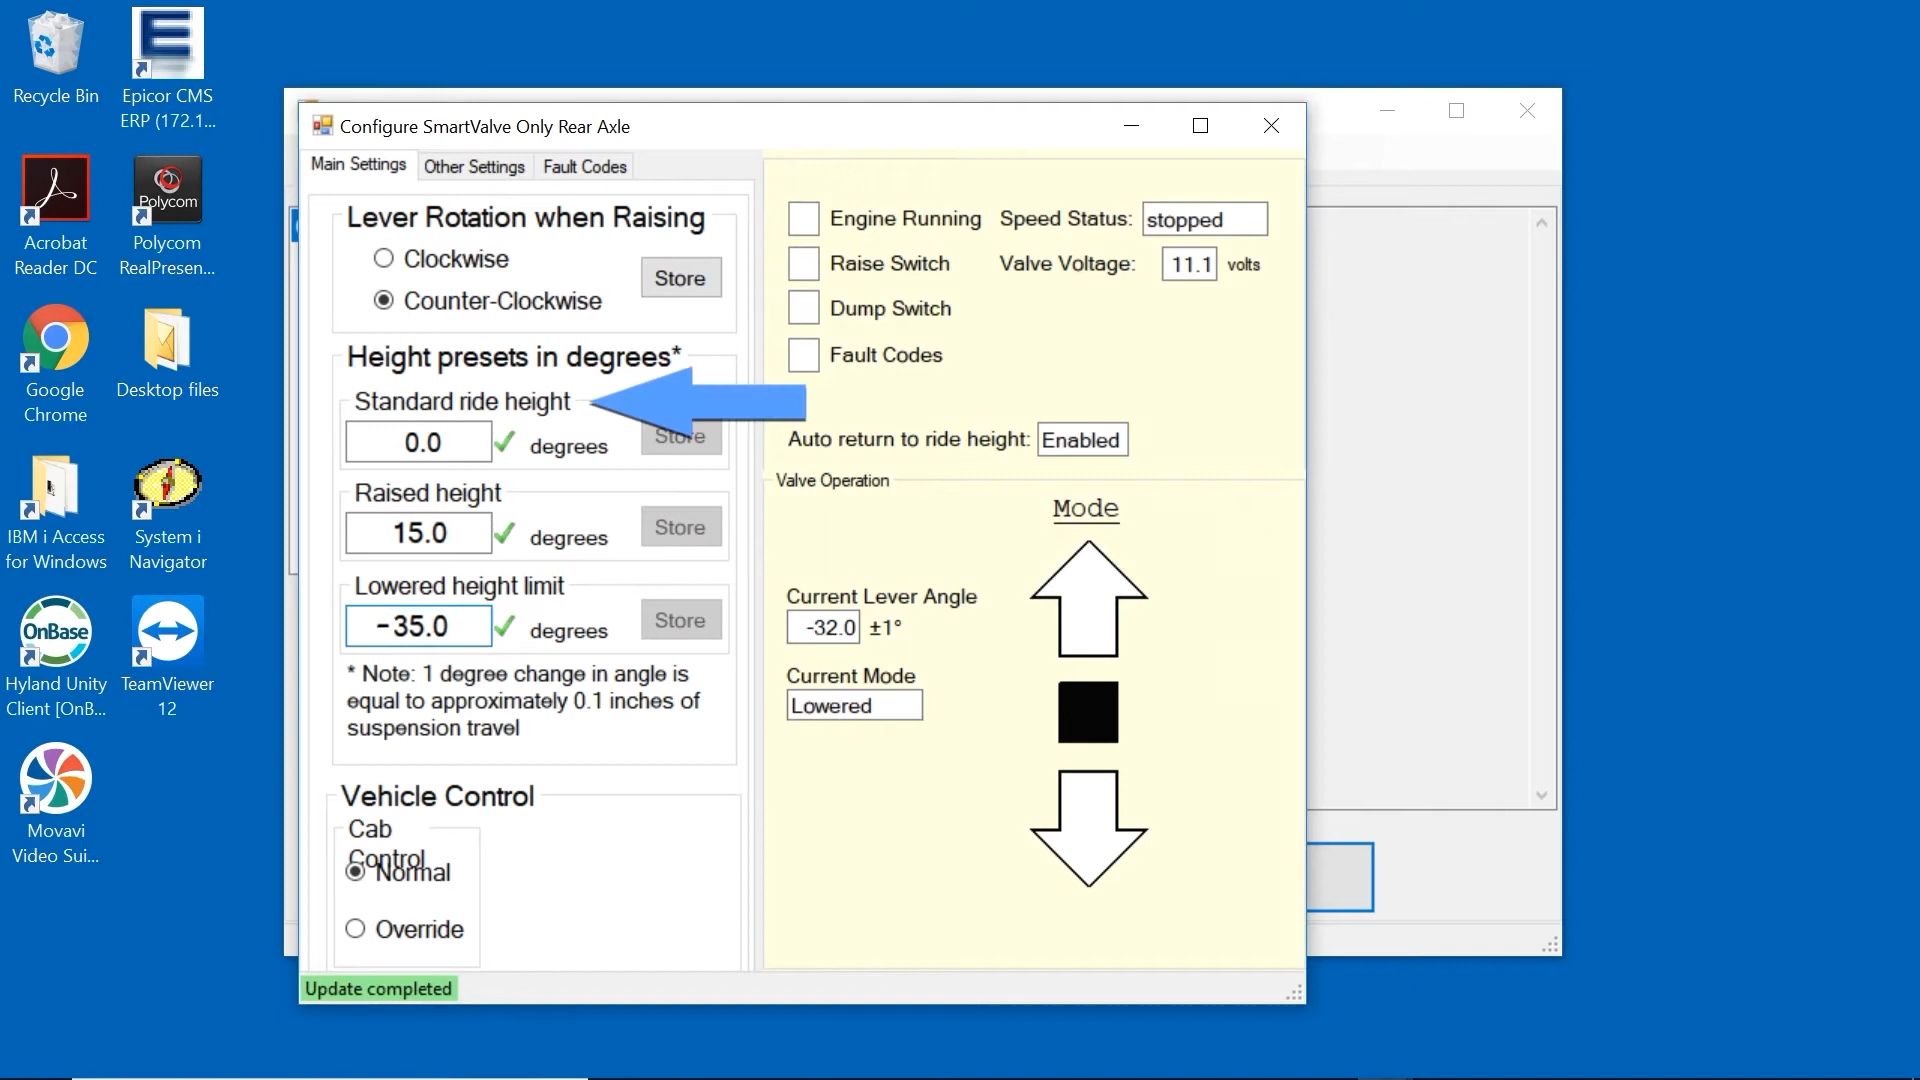 Recycle Bin
Epicor CMS
ERP (172.1...
Acrobat
Reader DC
Polycom
Polycom
RealPresen...
Google
Chrome
Desktop files
IBM i Access
for Windows
System i
Navigator
OnBase
Hyland Unity
Client [OnB...
TeamViewer
12
Movavi
Video Sui...
Configure SmartValve Only Rear Axle
Main Settings
Other Settings
Fault Codes
Lever Rotation when Raising
Clockwise
Counter-Clockwise
Store
Height presets in degrees*
Standard ride height
0.0
degrees
Store
Raised height
15.0
degrees
Store
Lowered height limit
-35.0
degrees
Store
* Note: 1 degree change in angle is
equal to approximately 0.1 inches of
suspension travel
Vehicle Control
Cab
Control
Normal
Override
Update completed
Engine Running
Speed Status:
stopped
Raise Switch
Valve Voltage:
11.1
volts
Dump Switch
Fault Codes
Auto return to ride height:
Enabled
Valve Operation
Mode
Current Lever Angle
-32.0
±1°
Current Mode
Lowered